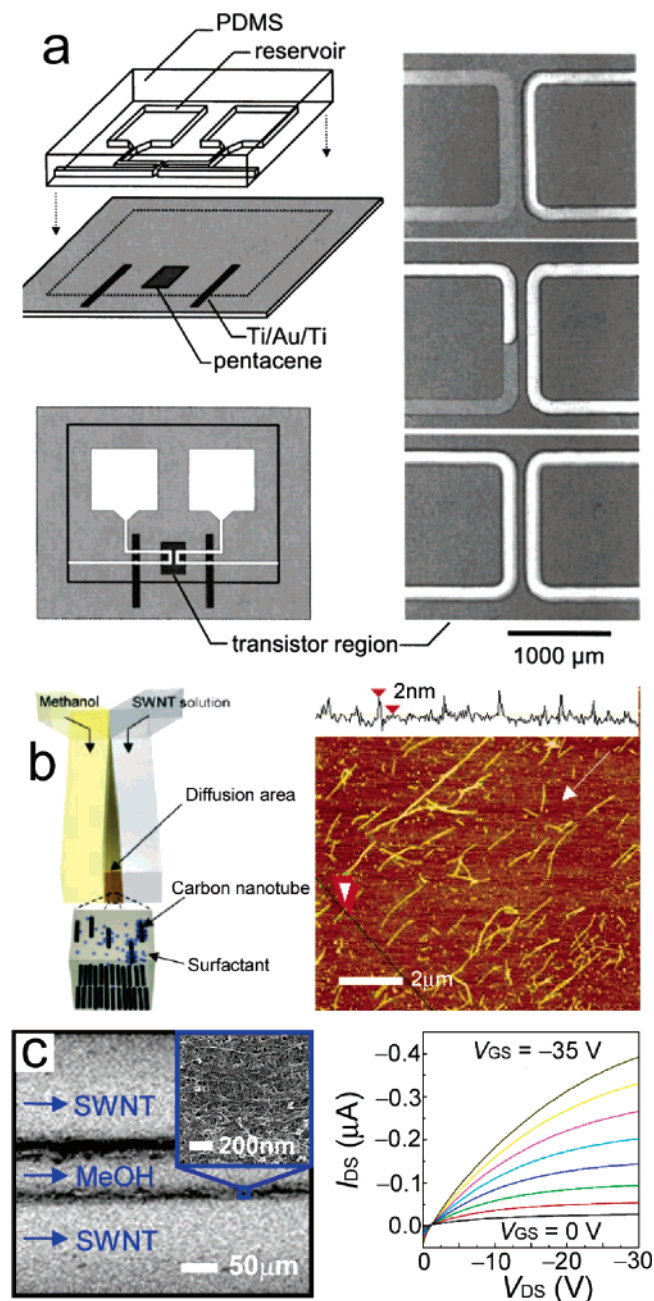 a
PDMS
reservoir
Ti/Au/Ti
pentacene
transistor region
1000 µm
b
Methanol
SWNT solution
Diffusion area
Carbon nanotube
Surfactant
2nm
2µm
c
SWNT
MeOH
SWNT
200nm
50µm
VGS = −35 V
VGS = 0 V
IDS (µA)
−0.4
−0.3
−0.2
−0.1
0.0
0 −10 −20 −30
VDS (V)